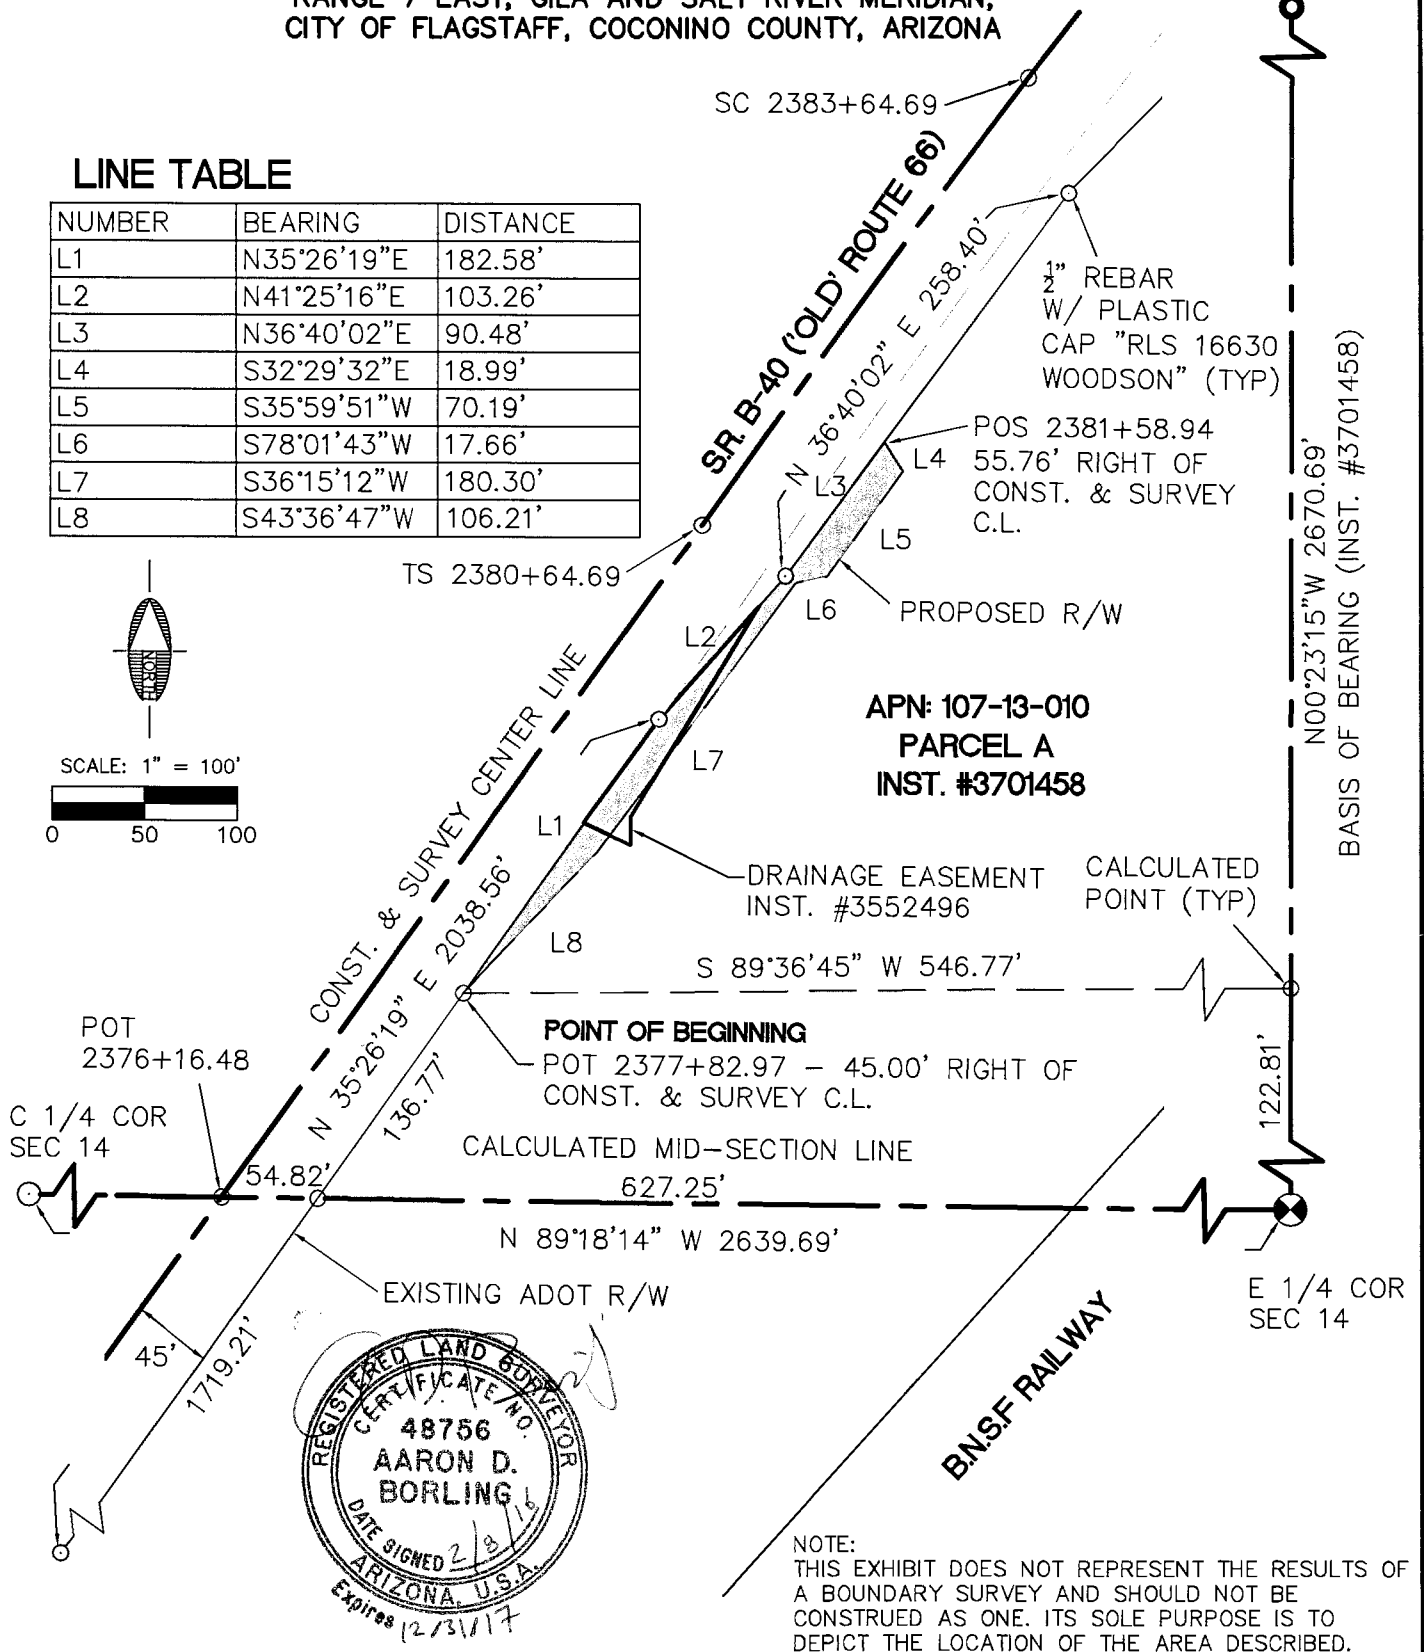 RANGE 7 EAST, GILA AND SALT RIVER MERIDIAN,
CITY OF FLAGSTAFF, COCONINO COUNTY, ARIZONA
SC 2383+64.69
LINE TABLE
NUMBER BEARING DISTANCE
L1 N35°26'19"E 182.58'
L2 N41°25'16"E 103.26'
L3 N36°40'02"E 90.48'
L4 S32°29'32"E 18.99'
L5 S35°59'51"W 70.19'
L6 S78°01'43"W 17.66'
L7 S36°15'12"W 180.30'
L8 S43°36'47"W 106.21'
S.R. B-40 ('OLD' ROUTE 66)
N 36°40'02" E 258.40'
½" REBAR
W/ PLASTIC
CAP "RLS 16630
WOODSON" (TYP)
N00°23'15"W 2670.69'
BASIS OF BEARING (INST. #3701458)
POS 2381+58.94
55.76' RIGHT OF
CONST. & SURVEY
C.L.
L3
L4
L5
TS 2380+64.69
L6
PROPOSED R/W
L2
NORTH
CONST. & SURVEY CENTER LINE
APN: 107-13-010
PARCEL A
INST. #3701458
L7
SCALE: 1" = 100'
0 50 100
L1
DRAINAGE EASEMENT
INST. #3552496
CALCULATED
POINT (TYP)
L8
S 89°36'45" W 546.77'
N 35°26'19" E 2038.56'
136.77'
POINT OF BEGINNING
POT 2377+82.97 - 45.00' RIGHT OF
CONST. & SURVEY C.L.
POT
2376+16.48
122.81'
C 1/4 COR
SEC 14
CALCULATED MID-SECTION LINE
54.82'
627.25'
N 89°18'14" W 2639.69'
EXISTING ADOT R/W
E 1/4 COR
SEC 14
45'
1719.21'
B.N.S.F RAILWAY
REGISTERED LAND SURVEYOR
CERTIFICATE NO.
48756
AARON D.
BORLING
DATE SIGNED 2/8/16
ARIZONA, U.S.A.
Expires 12/31/17
NOTE:
THIS EXHIBIT DOES NOT REPRESENT THE RESULTS OF
A BOUNDARY SURVEY AND SHOULD NOT BE
CONSTRUED AS ONE. ITS SOLE PURPOSE IS TO
DEPICT THE LOCATION OF THE AREA DESCRIBED.